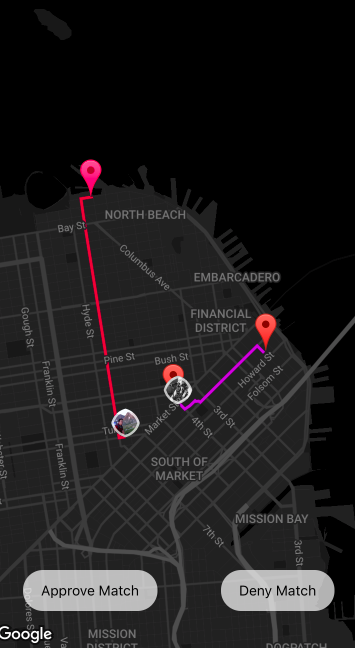 NORTH BEACH
Bay St
Columbus Ave
EMBARCADERO
Gough St
Franklin St
Hyde St
FINANCIAL
DISTRICT
Pine St
Bush St
Howard St
Folsom St
Market St
3rd St
4th St
Franklin St
SOUTH OF
MARKET
7th St
MISSION BAY
3rd St
Approve Match
Deny Match
Google
MISSION
DISTRICT
DOGPATCH